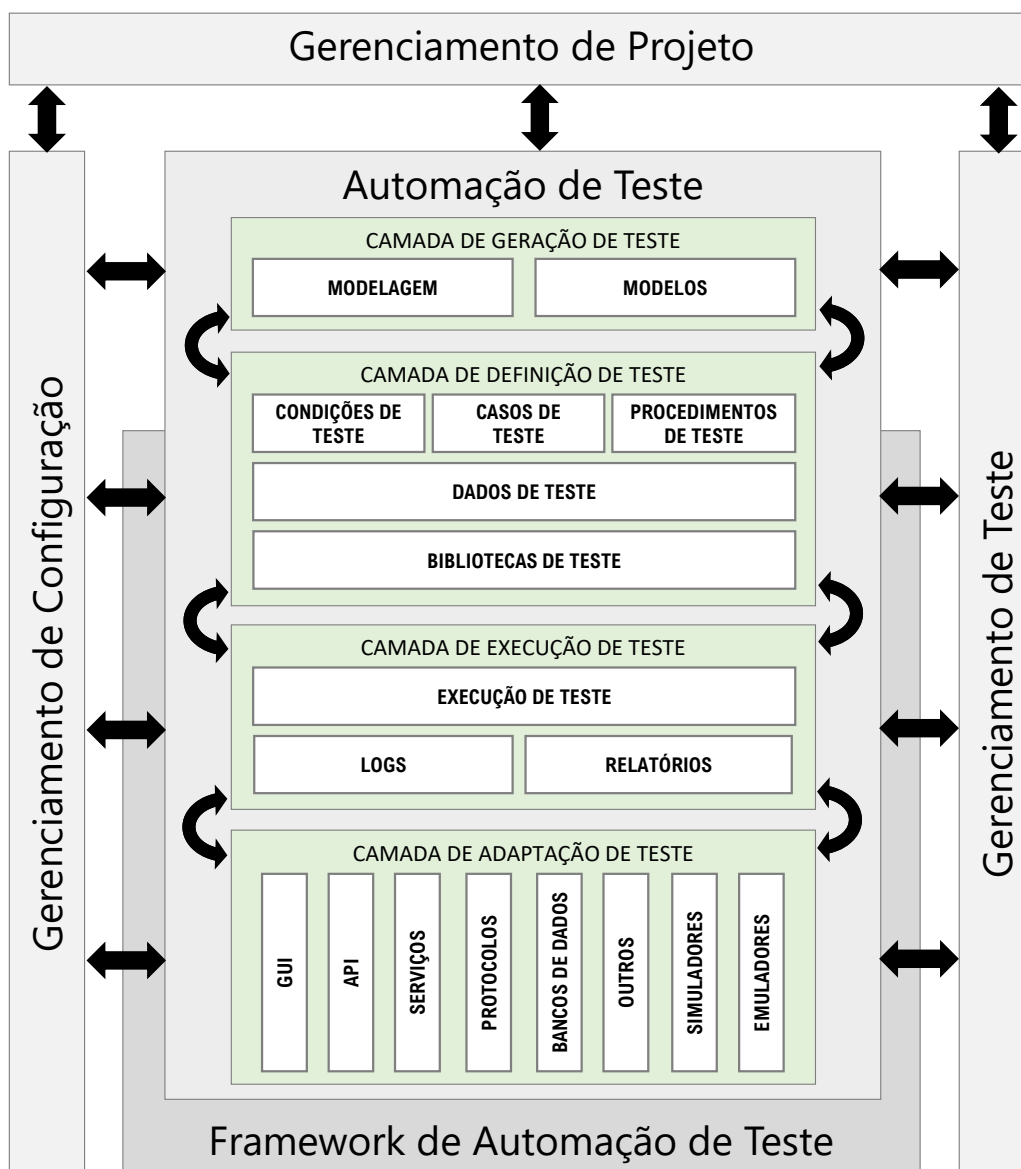 Gerenciamento de Projeto
Gerenciamento de Configuração
Automação de Teste
CAMADA DE GERAÇÃO DE TESTE
MODELAGEM
MODELOS
CAMADA DE DEFINIÇÃO DE TESTE
CONDIÇÕES DE
TESTE
CASOS DE
TESTE
PROCEDIMENTOS
DE TESTE
DADOS DE TESTE
BIBLIOTECAS DE TESTE
CAMADA DE EXECUÇÃO DE TESTE
EXECUÇÃO DE TESTE
LOGS
RELATÓRIOS
CAMADA DE ADAPTAÇÃO DE TESTE
GUI
API
SERVIÇOS
PROTOCOLOS
BANCOS DE DADOS
OUTROS
SIMULADORES
EMULADORES
Framework de Automação de Teste
Gerenciamento de Teste